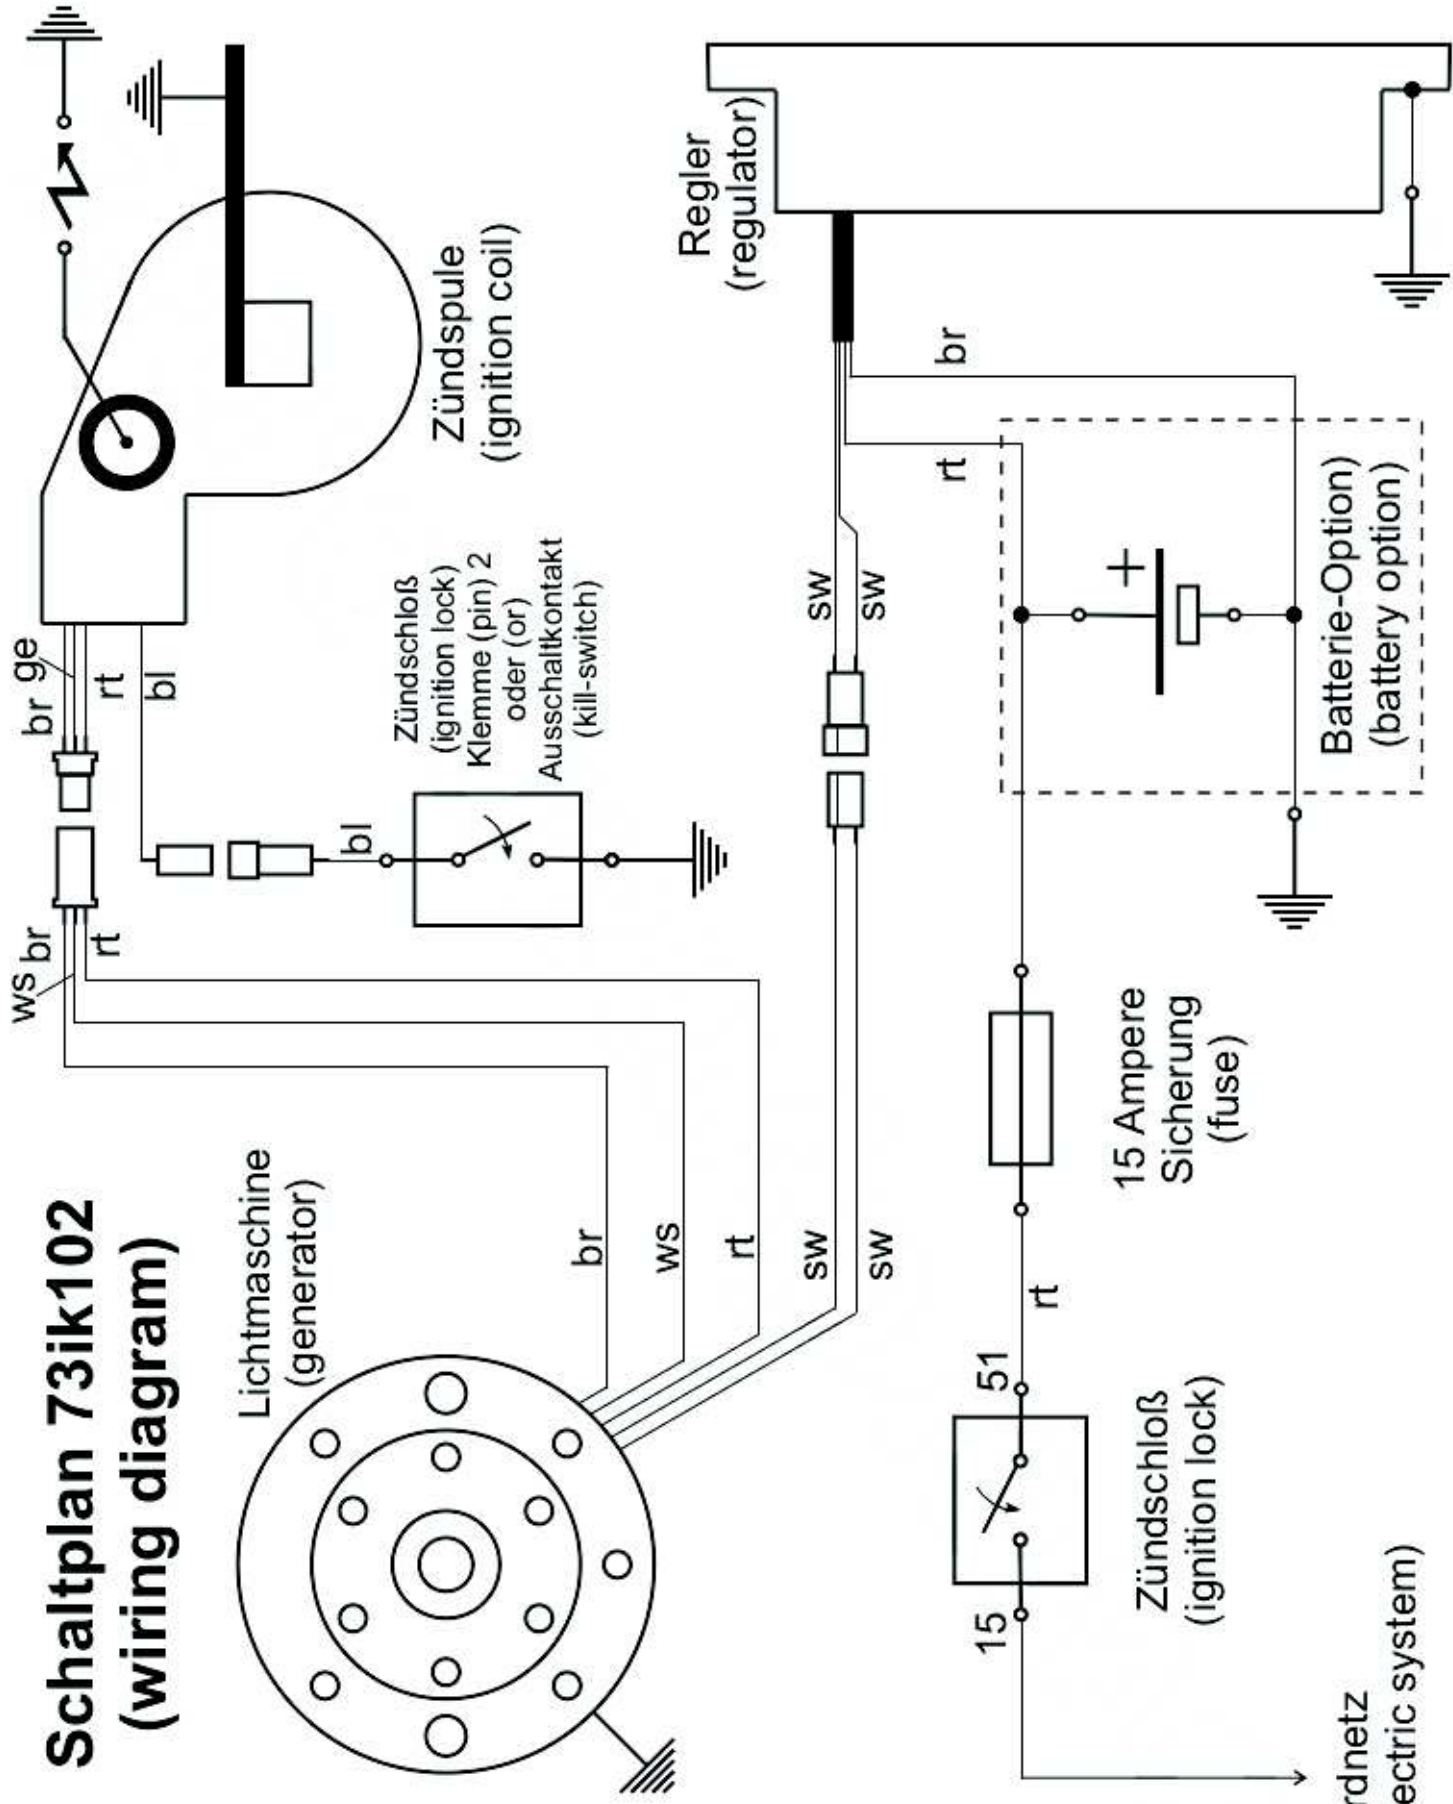 Schaltplan 73ik102
(wiring diagram)
Lichtmaschine
(generator)
br
ws
rt
sw
sw
ws
br
rt
br
ge
rt
bl
bl
Zündschloß
(ignition lock)
Klemme (pin) 2
oder (or)
Ausschaltkontakt
(kill-switch)
Zündspule
(ignition coil)
Regler
(regulator)
sw
sw
rt
br
+
Batterie-Option)
(battery option)
15 Ampere
Sicherung
(fuse)
rt
51
15
Zündschloß
(ignition lock)
rdnetz
ectric system)